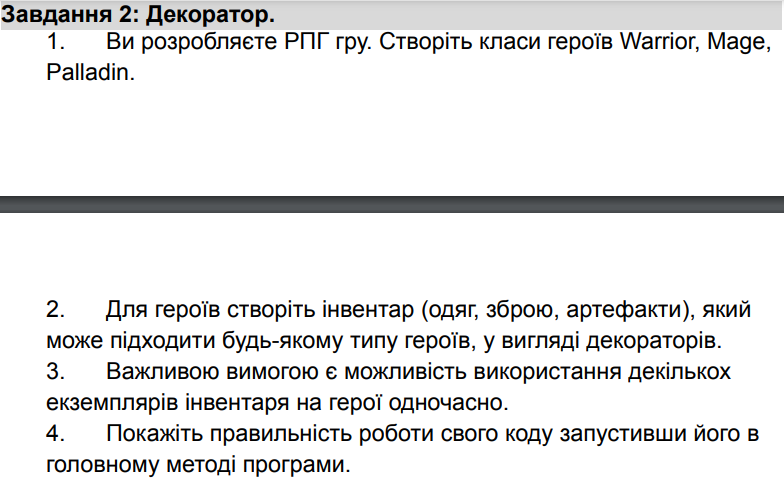 Завдання 2: Декоратор.
1. Ви розробляєте РПГ гру. Створіть класи героїв Warrior, Mage,
Palladin.
2. Для героїв створіть інвентар (одяг, зброю, артефакти), який
може підходити будь-якому типу героїв, у вигляді декораторів.
3. Важливою вимогою є можливість використання декількох
екземплярів інвентаря на герої одночасно.
4. Покажіть правильність роботи свого коду запустивши його в
головному методі програми.